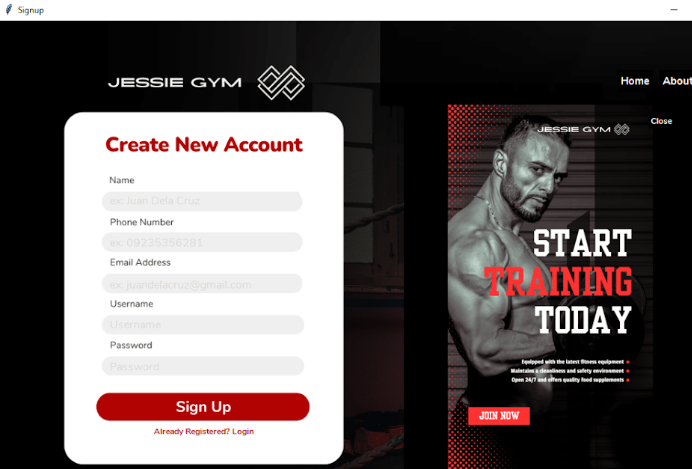 Signup
JESSIE GYM
Home About
Create New Account
Name
ex: Juan Dela Cruz
Phone Number
ex: 09235356281
Email Address
ex: juandelacruz@gmail.com
Username
Username
Password
Password
Sign Up
Already Registered? Login
Close
JESSIE GYM
START
TRAINING
TODAY
Equipped with the latest fitness equipment
Maintains a cleanliness and safety environment
Open 24/7 and offers quality food supplements
JOIN NOW